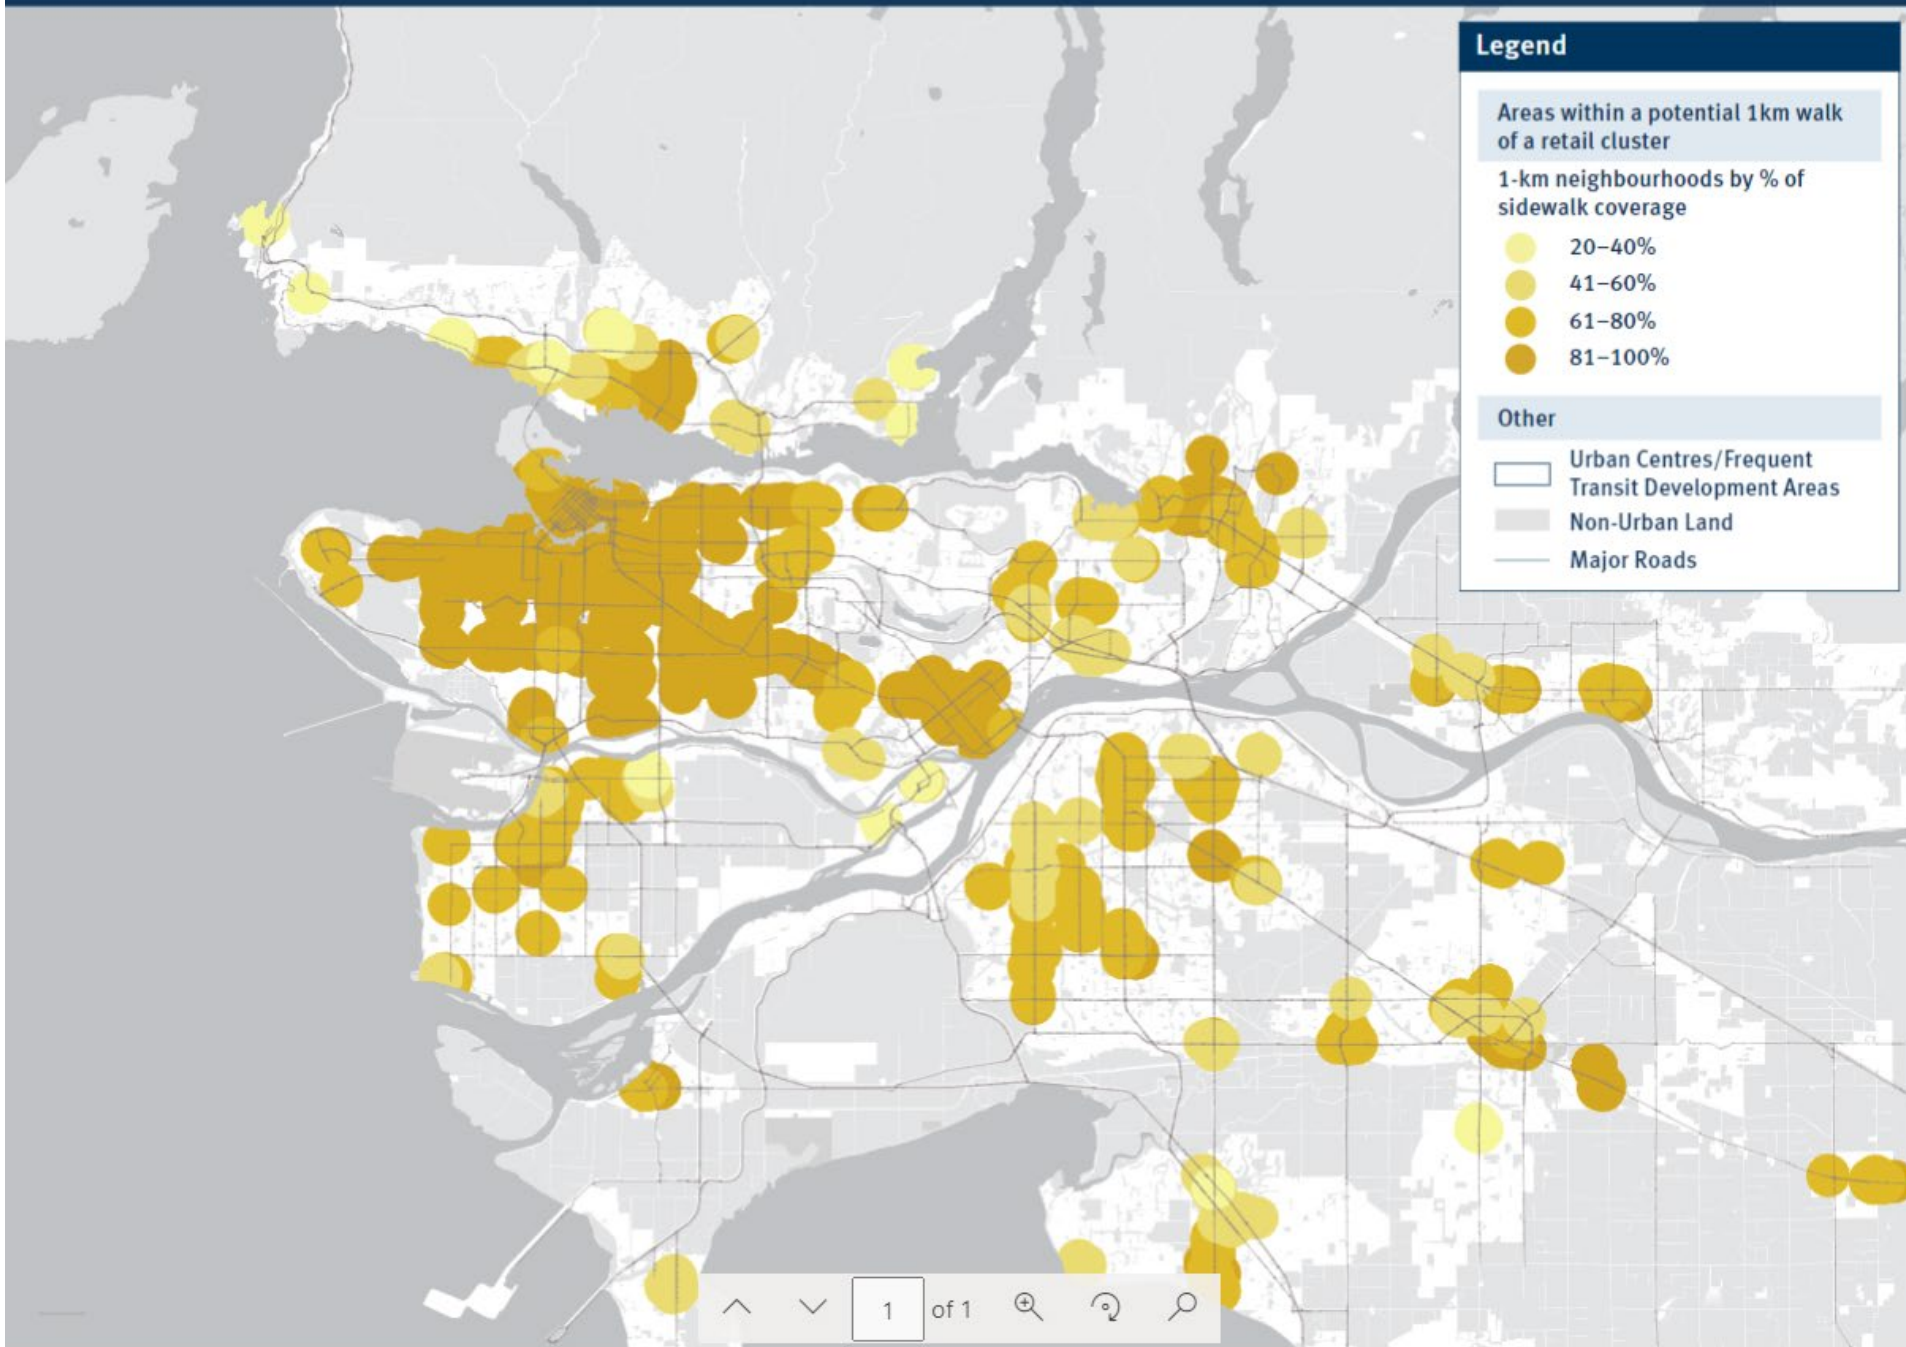 Legend
Areas within a potential 1km walk
of a retail cluster
1-km neighbourhoods by % of
sidewalk coverage
20–40%
41–60%
61–80%
81–100%
Other
Urban Centres/Frequent
Transit Development Areas
Non-Urban Land
Major Roads
1 of 1